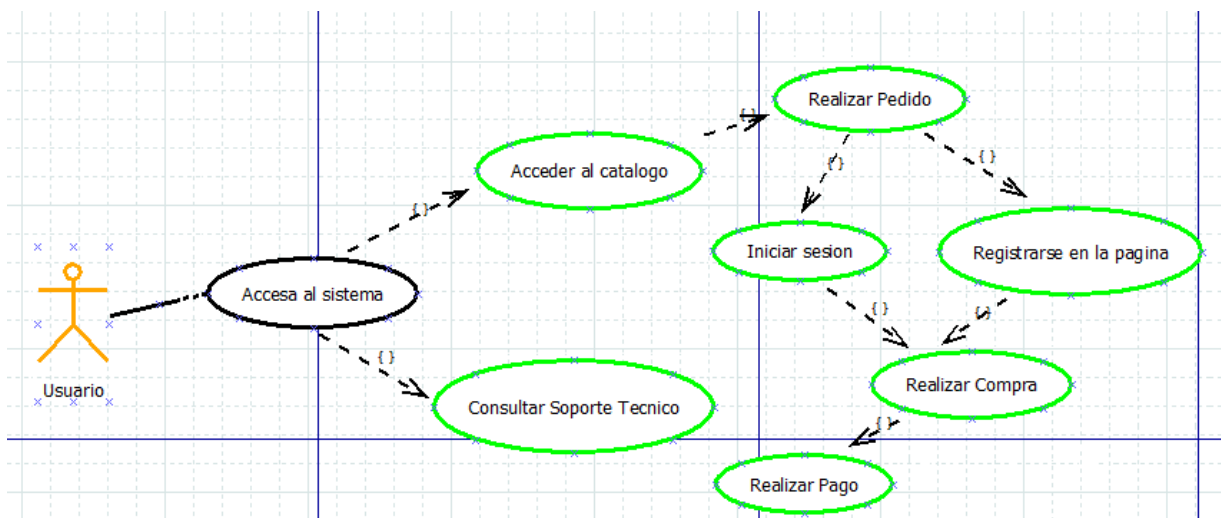 Realizar Pedido
{ }
Acceder al catalogo
{ }
{ }
{ }
Iniciar sesion
Registrarse en la pagina
Accesa al sistema
{ }
{ }
{ }
Usuario
{ }
Realizar Compra
Consultar Soporte Tecnico
{ }
Realizar Pago